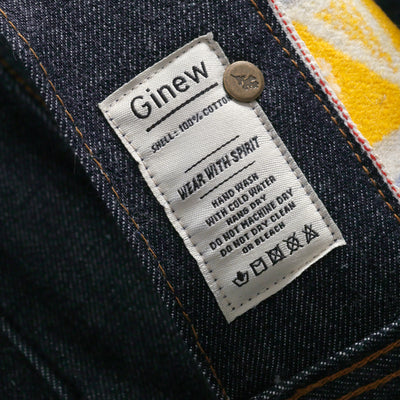 Ginew
SHELL: 100% COTTON
WEAR WITH SPIRIT
HAND WASH
WITH COLD WATER
HANG DRY
DO NOT MACHINE DRY
DO NOT DRY CLEAN
OR BLEACH